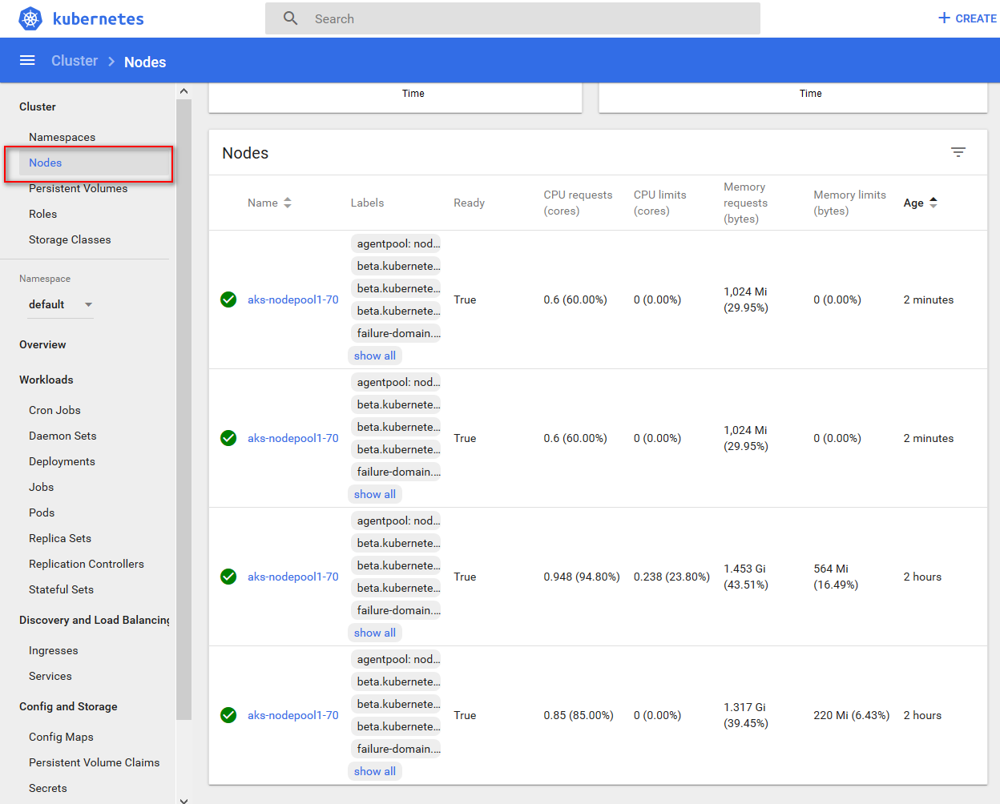 kubernetes
Search
CREATE
Cluster
Nodes
Cluster
Namespaces
Nodes
Persistent Volumes
Roles
Storage Classes
Namespace
default
Overview
Workloads
Cron Jobs
Daemon Sets
Deployments
Jobs
Pods
Replica Sets
Replication Controllers
Stateful Sets
Discovery and Load Balancing
Ingresses
Services
Config and Storage
Config Maps
Persistent Volume Claims
Secrets
Time
Time
Nodes
Name
Labels
Ready
CPU requests
(cores)
CPU limits
(cores)
Memory
requests
(bytes)
Memory limits
(bytes)
Age
aks-nodepool1-70
agentpool: nod...
beta.kubernete...
beta.kubernete...
beta.kubernete...
failure-domain....
show all
True
0.6 (60.00%)
0 (0.00%)
1,024 Mi
(29.95%)
0 (0.00%)
2 minutes
aks-nodepool1-70
agentpool: nod...
beta.kubernete...
beta.kubernete...
beta.kubernete...
failure-domain....
show all
True
0.6 (60.00%)
0 (0.00%)
1,024 Mi
(29.95%)
0 (0.00%)
2 minutes
aks-nodepool1-70
agentpool: nod...
beta.kubernete...
beta.kubernete...
beta.kubernete...
failure-domain....
show all
True
0.948 (94.80%)
0.238 (23.80%)
1.453 Gi
(43.51%)
564 Mi
(16.49%)
2 hours
aks-nodepool1-70
agentpool: nod...
beta.kubernete...
beta.kubernete...
beta.kubernete...
failure-domain....
show all
True
0.85 (85.00%)
0 (0.00%)
1.317 Gi
(39.45%)
220 Mi (6.43%)
2 hours